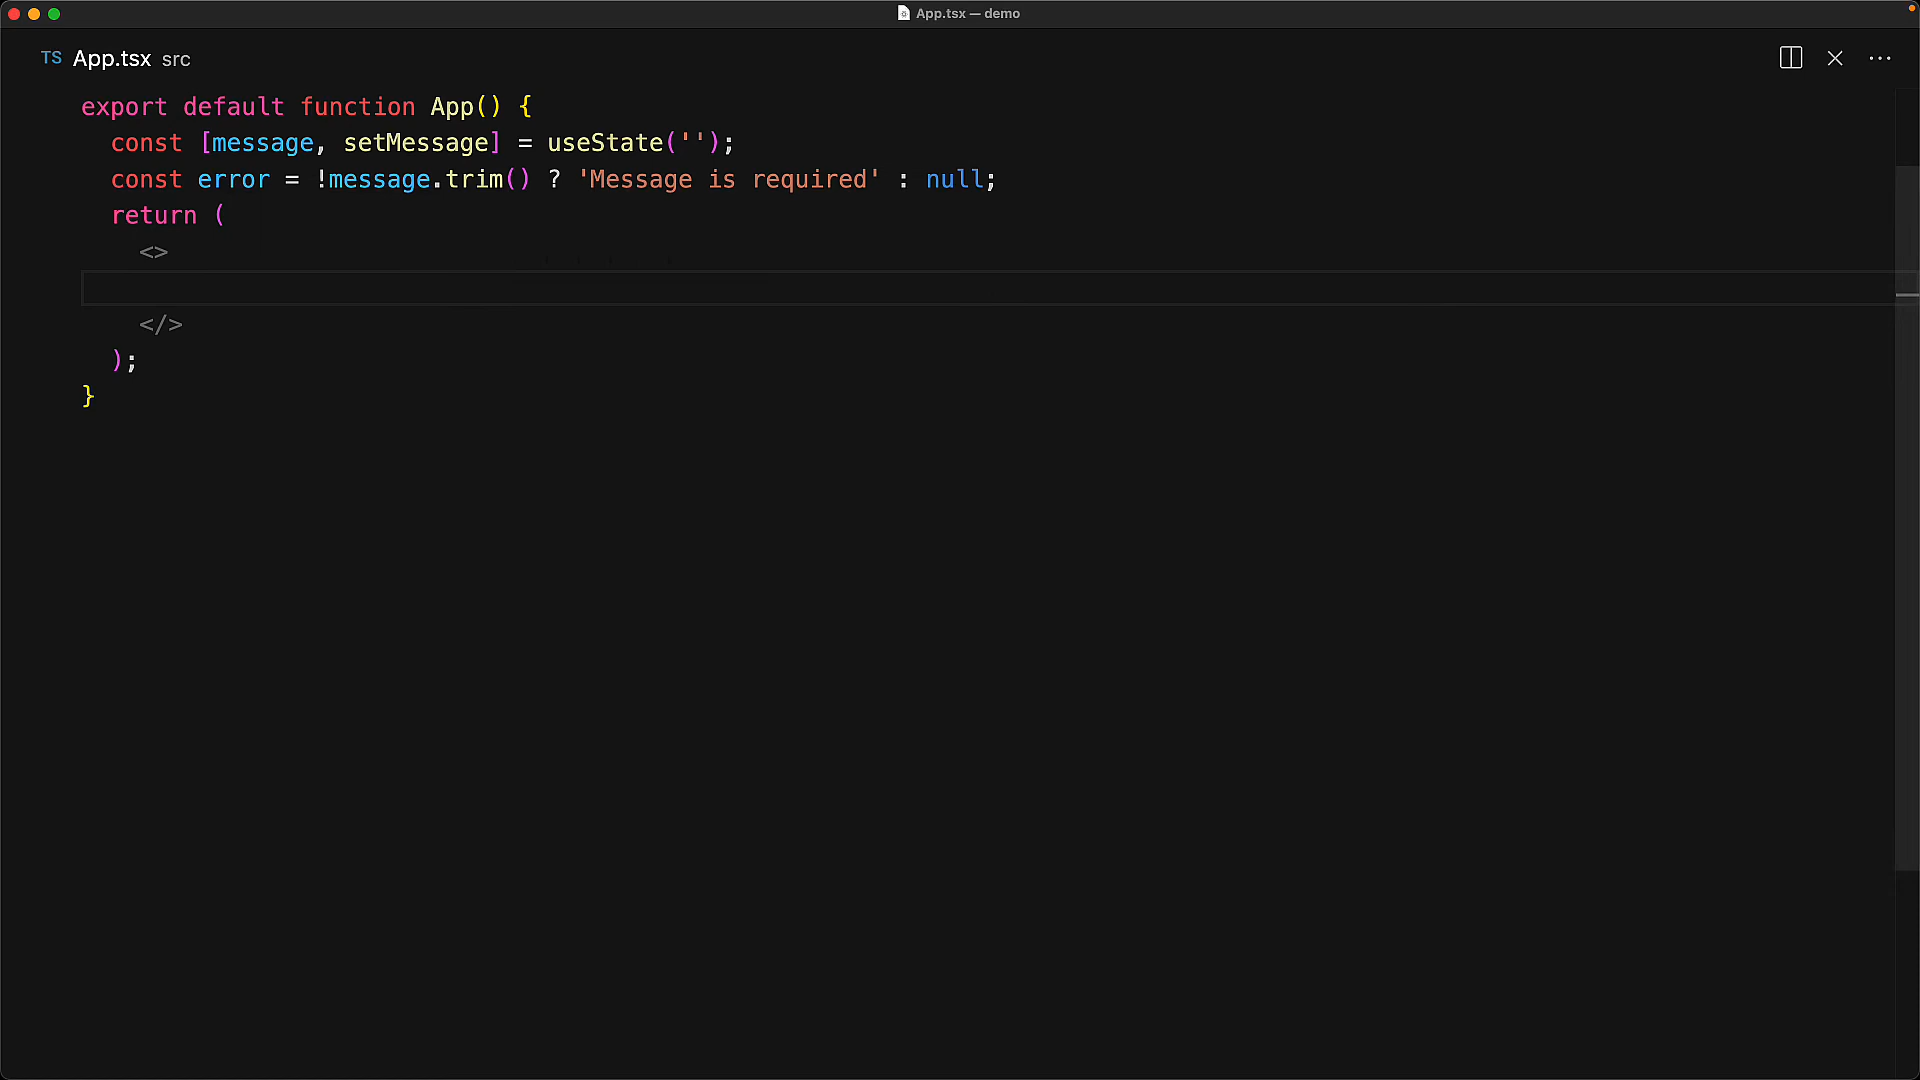 App.tsx — demo
TS App.tsx src
export default function App() {
  const [message, setMessage] = useState('');
  const error = !message.trim() ? 'Message is required' : null;
  return (
    <>
    </>
  );
}